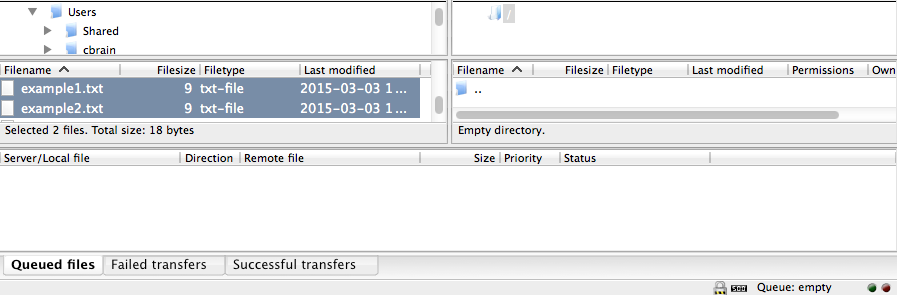 Users
Shared
cbrain
/
Filename Filesize Filetype Last modified
example1.txt 9 txt-file 2015-03-03 1...
example2.txt 9 txt-file 2015-03-03 1...
Selected 2 files. Total size: 18 bytes
Filename Filesize Filetype Last modified Permissions Own
..
Empty directory.
Server/Local file Direction Remote file Size Priority Status
Queued files Failed transfers Successful transfers
Queue: empty